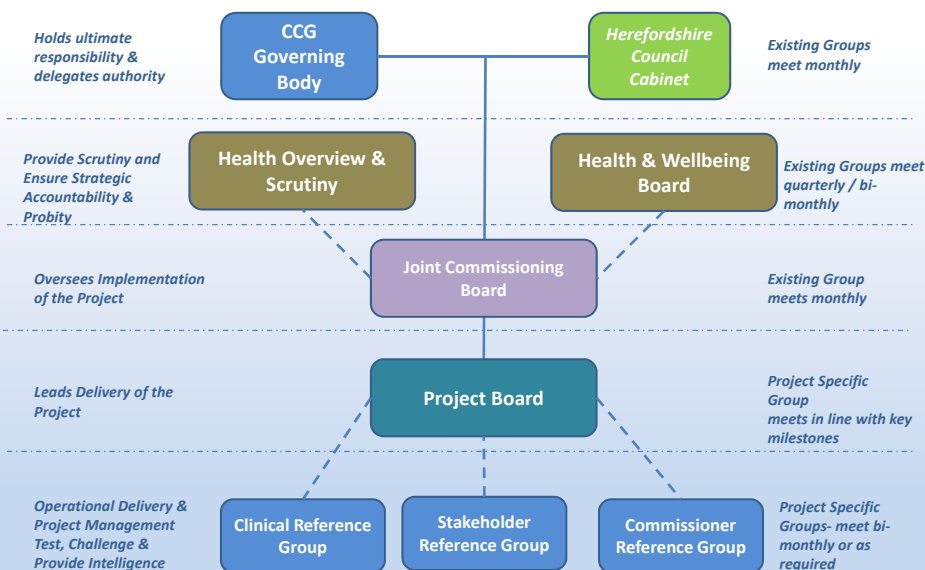 Holds ultimate
responsibility &
delegates authority
CCG
Governing
Body
Herefordshire
Council
Cabinet
Existing Groups
meet monthly
Provide Scrutiny and
Ensure Strategic
Accountability &
Probity
Health Overview &
Scrutiny
Health & Wellbeing
Board
Existing Groups meet
quarterly / bi-
monthly
Oversees Implementation
of the Project
Joint Commissioning
Board
Existing Group
meets monthly
Leads Delivery of the
Project
Project Board
Project Specific
Group
meets in line with key
milestones
Operational Delivery &
Project Management
Test, Challenge &
Provide Intelligence
Clinical Reference
Group
Stakeholder
Reference Group
Commissioner
Reference Group
Project Specific
Groups- meet bi-
monthly or as
required